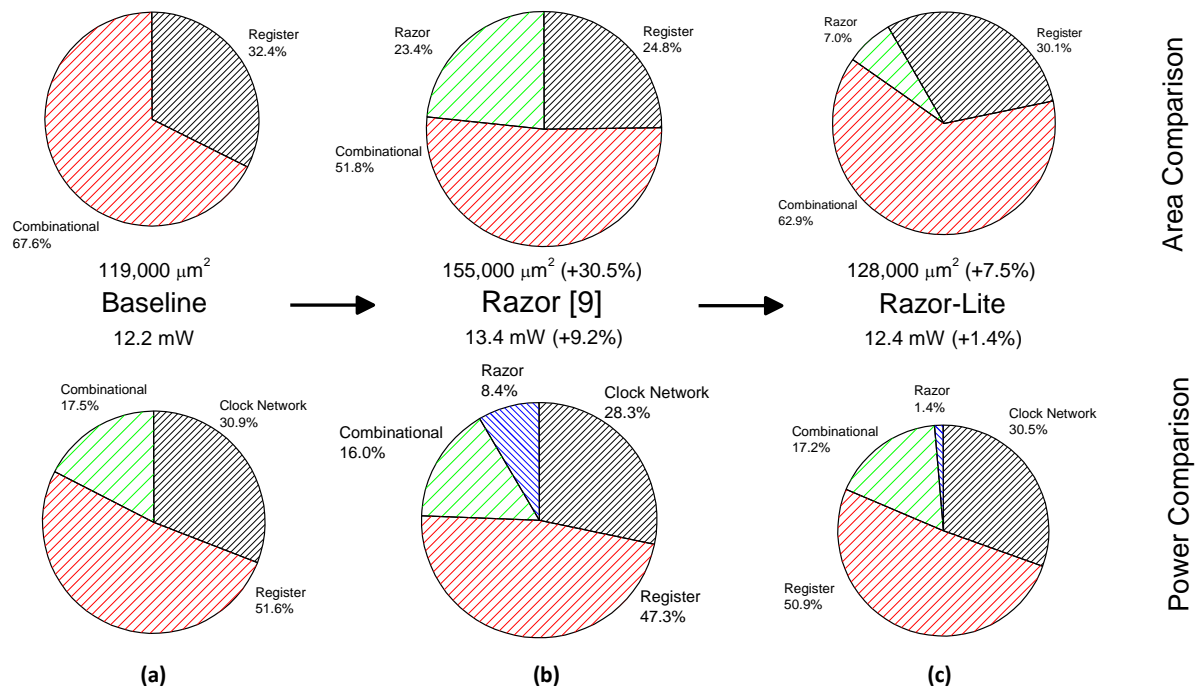 Register
32.4%
Combinational
67.6%
Razor
23.4%
Register
24.8%
Combinational
51.8%
Razor
7.0%
Register
30.1%
Combinational
62.9%
Area Comparison
119,000 μm²
155,000 μm² (+30.5%)
128,000 μm² (+7.5%)
Baseline
Razor [9]
Razor-Lite
12.2 mW
13.4 mW (+9.2%)
12.4 mW (+1.4%)
Combinational
17.5%
Clock Network
30.9%
Register
51.6%
Razor
8.4%
Clock Network
28.3%
Combinational
16.0%
Register
47.3%
Razor
1.4%
Clock Network
30.5%
Combinational
17.2%
Register
50.9%
Power Comparison
(a)
(b)
(c)